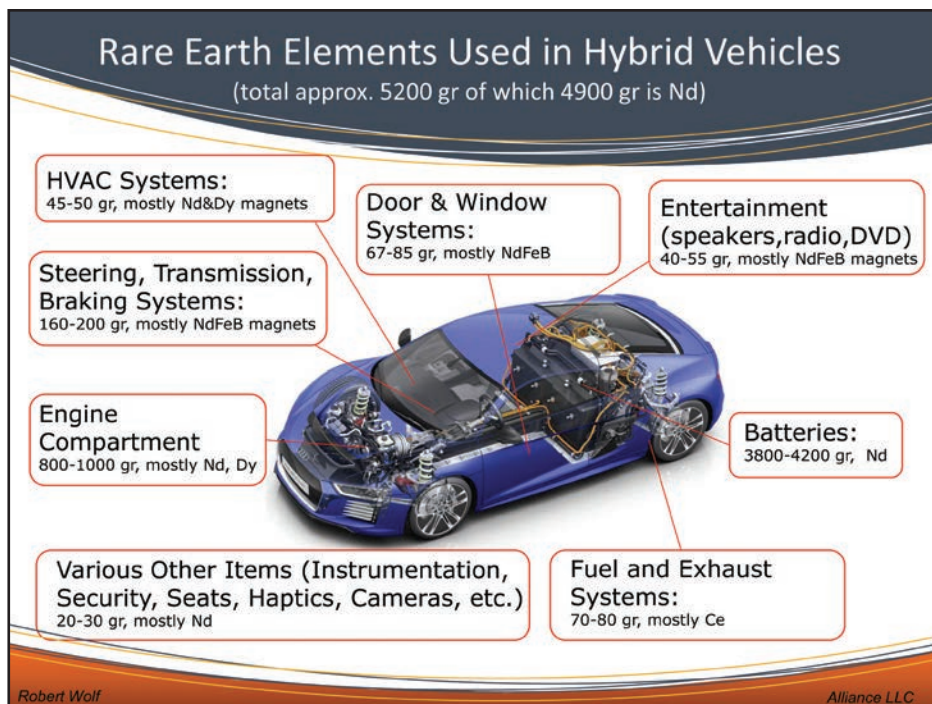 Rare Earth Elements Used in Hybrid Vehicles
(total approx. 5200 gr of which 4900 gr is Nd)
HVAC Systems:
45-50 gr, mostly Nd&Dy magnets
Door & Window
Systems:
67-85 gr, mostly NdFeB
Entertainment
(speakers,radio,DVD)
40-55 gr, mostly NdFeB magnets
Steering, Transmission,
Braking Systems:
160-200 gr, mostly NdFeB magnets
Engine
Compartment
800-1000 gr, mostly Nd, Dy
Batteries:
3800-4200 gr, Nd
Various Other Items (Instrumentation,
Security, Seats, Haptics, Cameras, etc.)
20-30 gr, mostly Nd
Fuel and Exhaust
Systems:
70-80 gr, mostly Ce
Robert Wolf
Alliance LLC